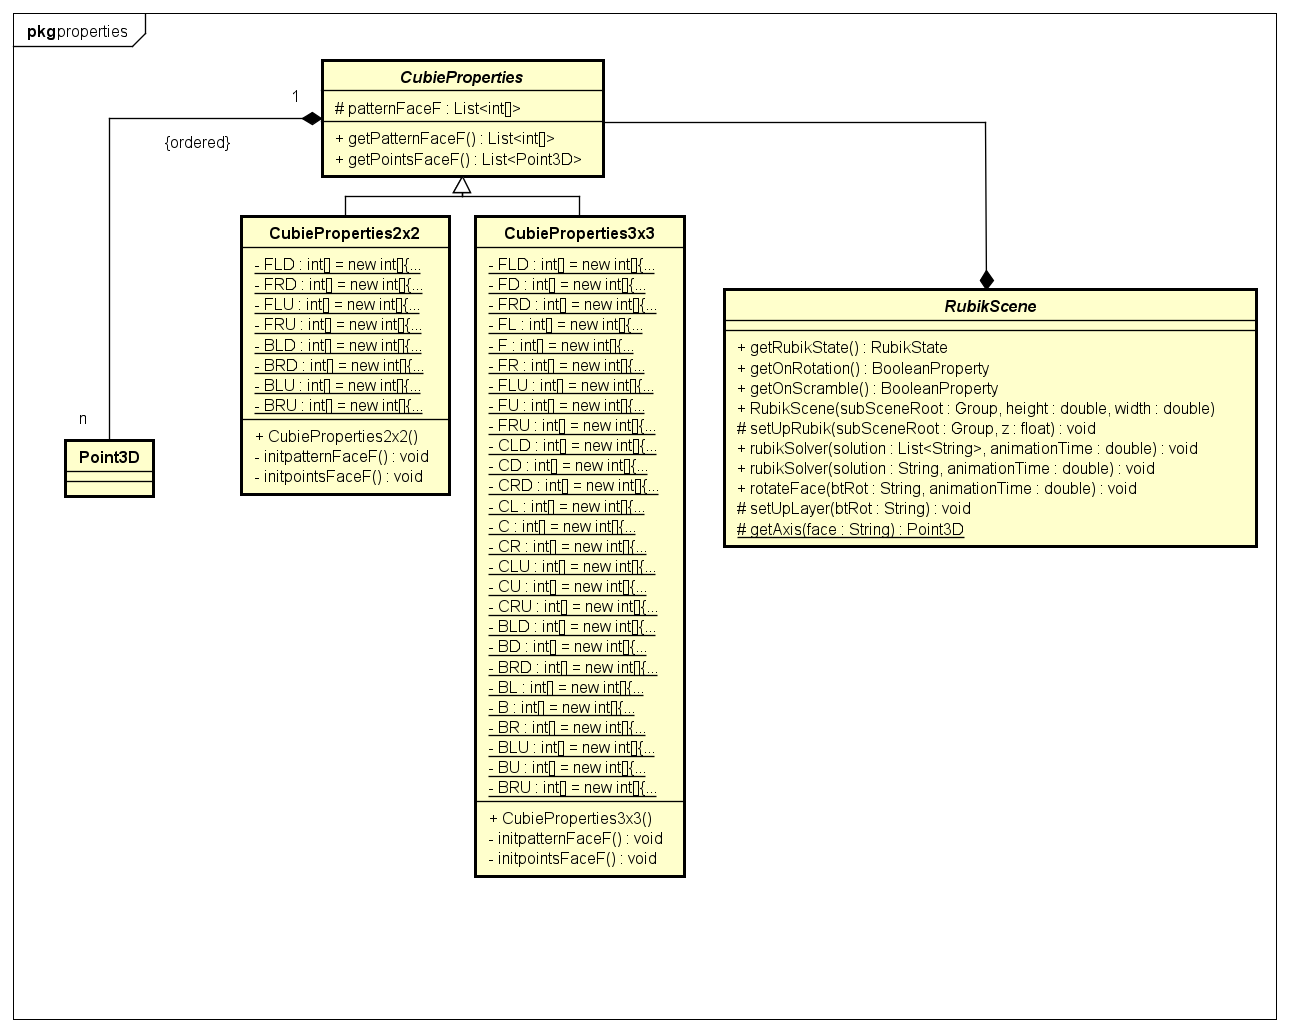 pkg properties
1
{ordered}
n
Point3D
CubieProperties
# patternFaceF : List<int[]>
+ getPatternFaceF() : List<int[]>
+ getPointsFaceF() : List<Point3D>
CubieProperties2x2
- FLD : int[] = new int[]{...
- FRD : int[] = new int[]{...
- FLU : int[] = new int[]{...
- FRU : int[] = new int[]{...
- BLD : int[] = new int[]{...
- BRD : int[] = new int[]{...
- BLU : int[] = new int[]{...
- BRU : int[] = new int[]{...
+ CubieProperties2x2()
- initpatternFaceF() : void
- initpointsFaceF() : void
CubieProperties3x3
- FLD : int[] = new int[]{...
- FD : int[] = new int[]{...
- FRD : int[] = new int[]{...
- FL : int[] = new int[]{...
- F : int[] = new int[]{...
- FR : int[] = new int[]{...
- FLU : int[] = new int[]{...
- FU : int[] = new int[]{...
- FRU : int[] = new int[]{...
- CLD : int[] = new int[]{...
- CD : int[] = new int[]{...
- CRD : int[] = new int[]{...
- CL : int[] = new int[]{...
- C : int[] = new int[]{...
- CR : int[] = new int[]{...
- CLU : int[] = new int[]{...
- CU : int[] = new int[]{...
- CRU : int[] = new int[]{...
- BLD : int[] = new int[]{...
- BD : int[] = new int[]{...
- BRD : int[] = new int[]{...
- BL : int[] = new int[]{...
- B : int[] = new int[]{...
- BR : int[] = new int[]{...
- BLU : int[] = new int[]{...
- BU : int[] = new int[]{...
- BRU : int[] = new int[]{...
+ CubieProperties3x3()
- initpatternFaceF() : void
- initpointsFaceF() : void
RubikScene
+ getRubikState() : RubikState
+ getOnRotation() : BooleanProperty
+ getOnScramble() : BooleanProperty
+ RubikScene(subSceneRoot : Group, height : double, width : double)
# setUpRubik(subSceneRoot : Group, z : float) : void
+ rubikSolver(solution : List<String>, animationTime : double) : void
+ rubikSolver(solution : String, animationTime : double) : void
+ rotateFace(btRot : String, animationTime : double) : void
# setUpLayer(btRot : String) : void
# getAxis(face : String) : Point3D